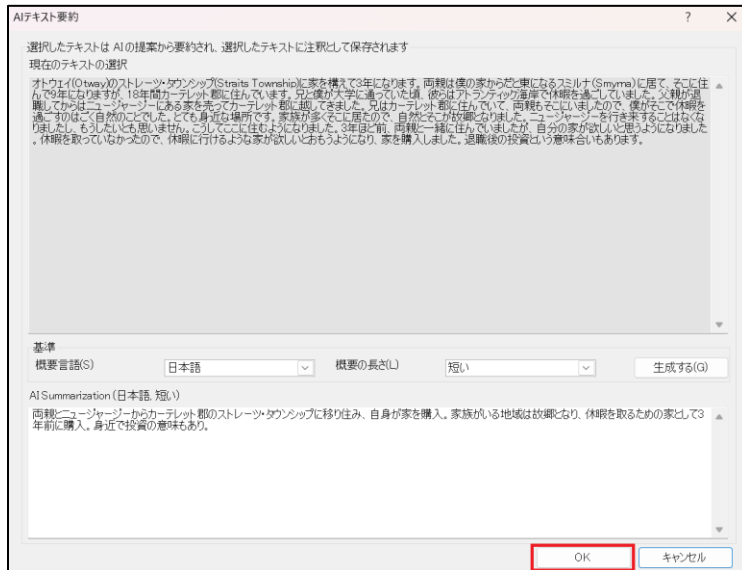 AIテキスト要約
? ×
選択したテキストは AIの提案から要約され、選択したテキストに注釈として保存されます
現在のテキストの選択
オトウェイ(Otway)のストレーツ・タウンシップ(Straits Township)に家を構えて3年になります。両親は僕の家からだと東になるスミルナ(Smyrna)に居て、そこに住
んで9年になりますが、18年間カーテレット郡に住んでいます。兄と僕が大学に通っていた頃、彼らはアトランティック海岸で休暇を過ごしていました。父親が退
職してからはニュージャージーにある家を売ってカーテレット郡に越してきました。兄はカーテレット郡に住んでいて、両親もそこにいましたので、僕がそこで休暇を
過ごすのはごく自然のことでした。とても身近な場所です。家族が多くそこに居たので、自然とそこが故郷となりました。ニュージャージーを行き来することはなくな
りましたし、もうしたいとも思いません。こうしてここに住むようになりました。3年ほど前、両親と一緒に住んでいましたが、自分の家が欲しいと思うようになりました
。休暇を取っていなかったので、休暇に行けるような家が欲しいとおもうようになり、家を購入しました。退職後の投資という意味合いもあります。
基準
概要言語(S) 日本語 概要の長さ(L) 短い 生成する(G)
AI Summarization (日本語, 短い)
両親とニュージャージーからカーテレット郡のストレーツ・タウンシップに移り住み、自身が家を購入。家族がいる地域は故郷となり、休暇を取るための家として3
年前に購入。身近で投資の意味もあり。
OK キャンセル